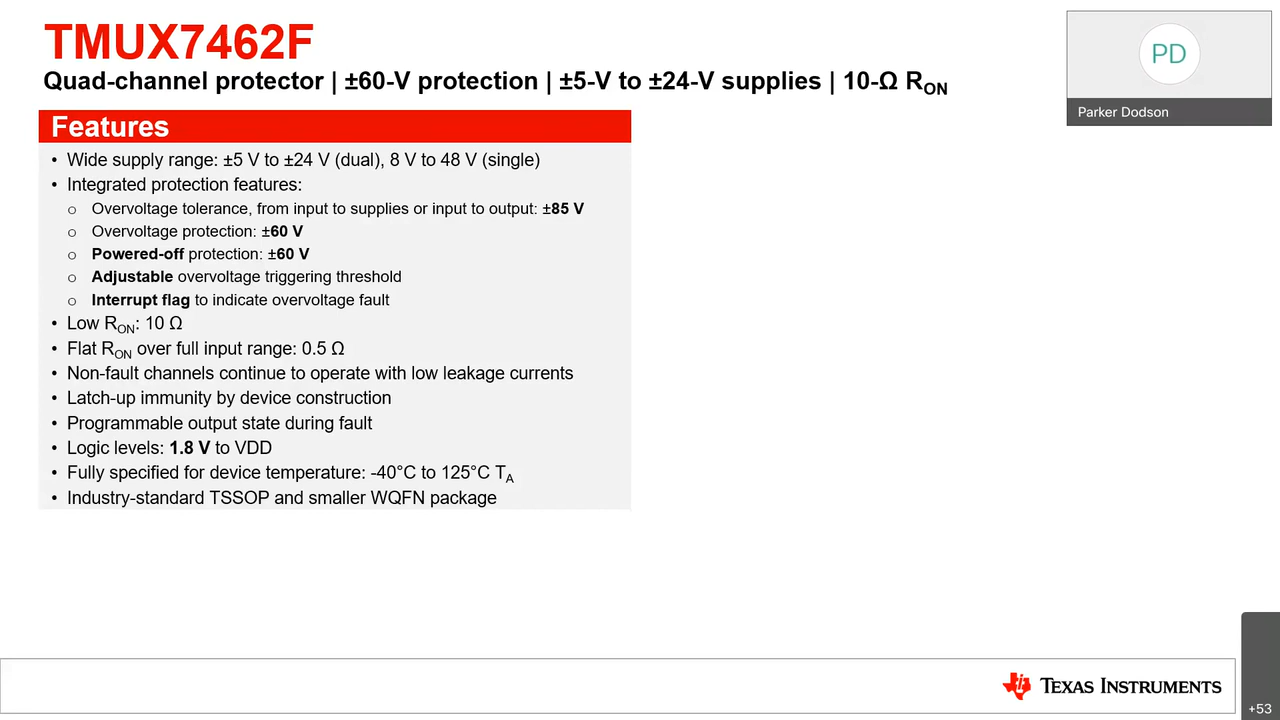 TMUX7462F
Quad-channel protector | ±60-V protection | ±5-V to ±24-V supplies | 10-Ω RON
PD
Parker Dodson
Features
• Wide supply range: ±5 V to ±24 V (dual), 8 V to 48 V (single)
• Integrated protection features:
o Overvoltage tolerance, from input to supplies or input to output: ±85 V
o Overvoltage protection: ±60 V
o Powered-off protection: ±60 V
o Adjustable overvoltage triggering threshold
o Interrupt flag to indicate overvoltage fault
• Low RON: 10 Ω
• Flat RON over full input range: 0.5 Ω
• Non-fault channels continue to operate with low leakage currents
• Latch-up immunity by device construction
• Programmable output state during fault
• Logic levels: 1.8 V to VDD
• Fully specified for device temperature: -40°C to 125°C TA
• Industry-standard TSSOP and smaller WQFN package
TEXAS INSTRUMENTS
+53